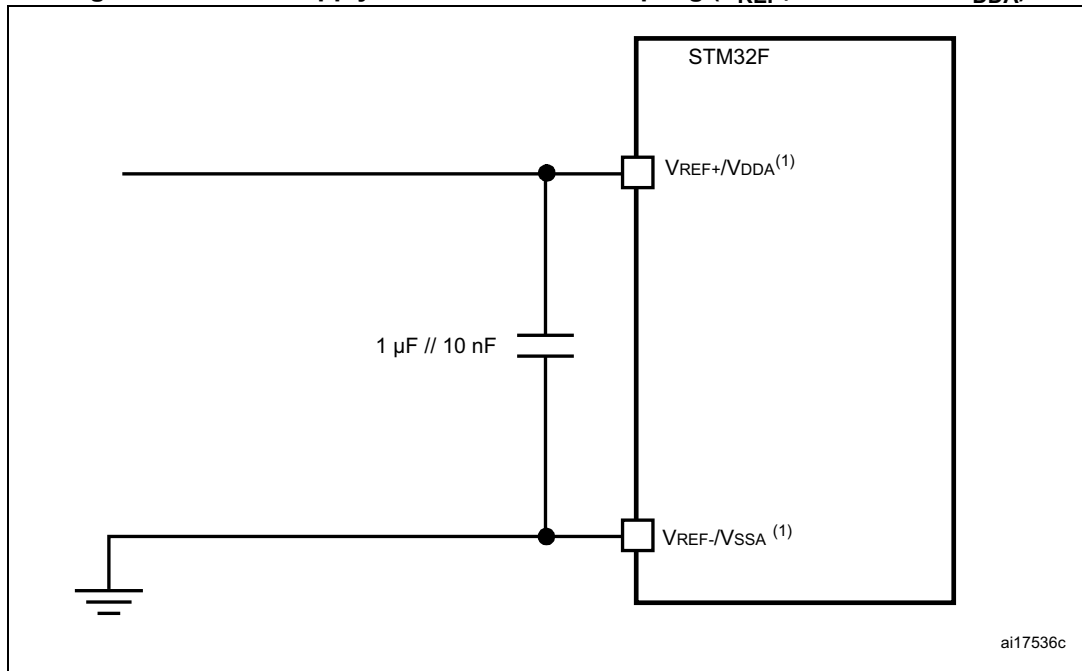 STM32F
VREF+/VDDA(1)
1 µF // 10 nF
VREF-/VSSA (1)
ai17536c